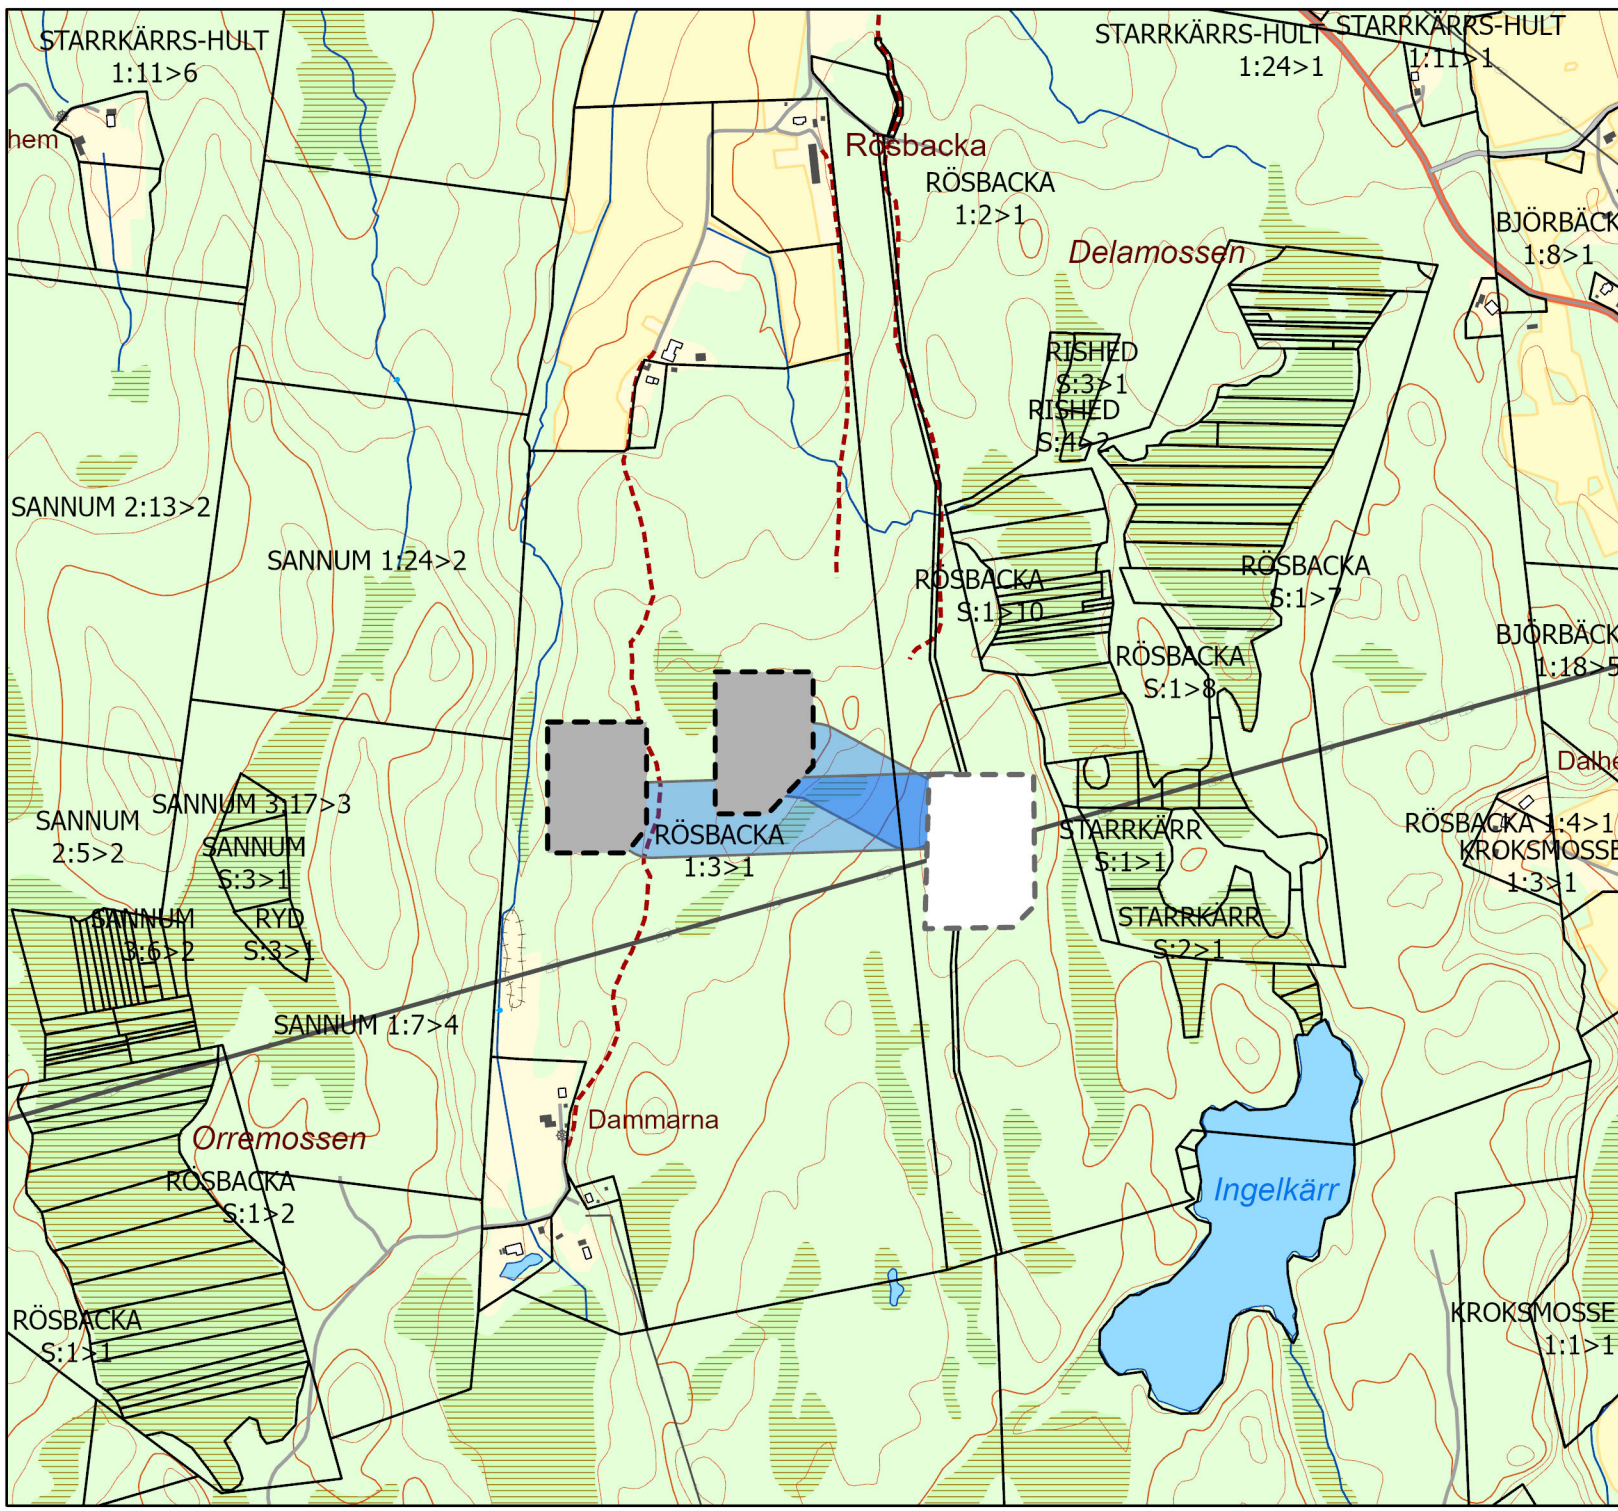 STARRKÄRRS-HULT
1:11>6
STARRKÄRRS-HULT
1:24>1
STARRKÄRRS-HULT
1:11>1
hem
Rösbacka
RÖSBACKA
1:2>1
BJÖRBÄCK
1:8>1
Delamossen
RISHED
S:3>1
RISHED
S:4>2
SANNUM 2:13>2
SANNUM 1:24>2
RÖSBACKA
S:1>10
RÖSBACKA
S:1>7
BJÖRBÄCK
1:18>5
RÖSBACKA
S:1>8
Dalhe
SANNUM 3:17>3
SANNUM
2:5>2
SANNUM
S:3>1
RÖSBACKA
1:3>1
STARRKÄRR
S:1>1
RÖSBACKA 1:4>1
KROKSMOSSE
1:3>1
SANNUM
3:6>2
RYD
S:3>1
STARRKÄRR
S:2>1
SANNUM 1:7>4
Dammarna
Orremossen
RÖSBACKA
S:1>2
Ingelkärr
RÖSBACKA
S:1>1
KROKSMOSSE
1:1>1